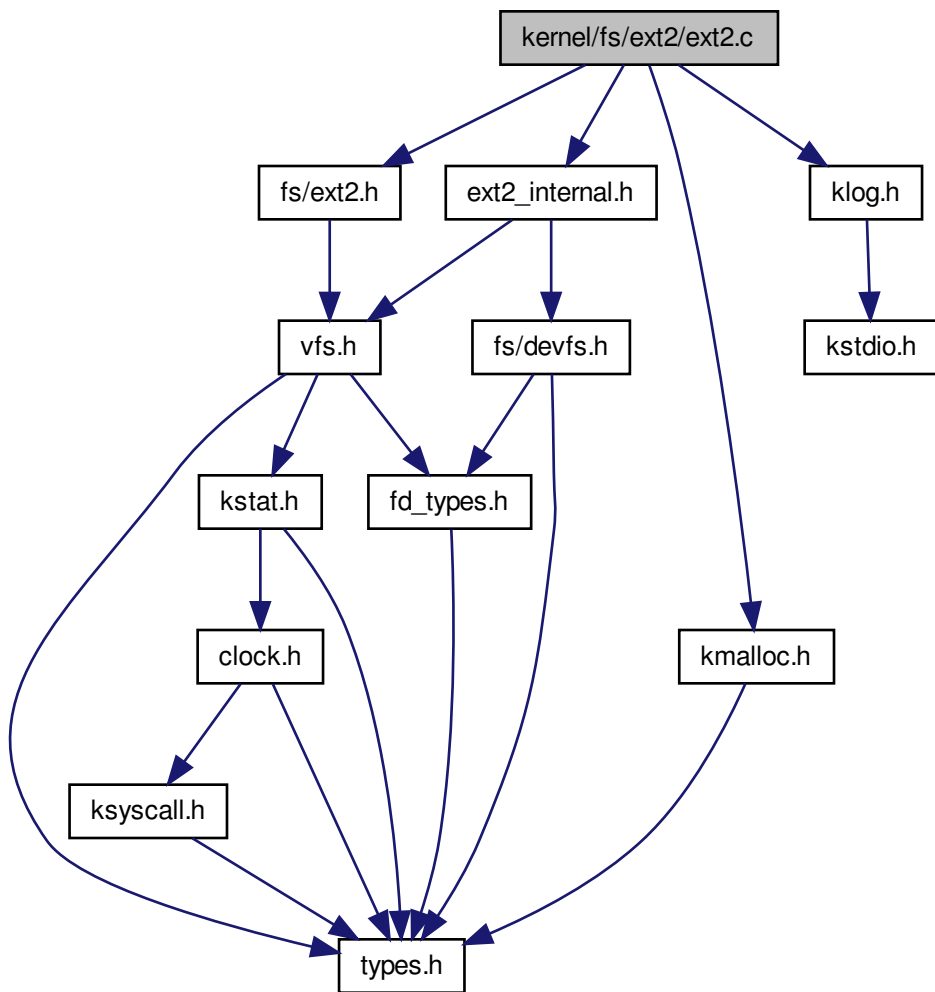 kernel/fs/ext2/ext2.c
fs/ext2.h
ext2_internal.h
klog.h
vfs.h
fs/devfs.h
kstdio.h
kstat.h
fd_types.h
clock.h
kmalloc.h
ksyscall.h
types.h